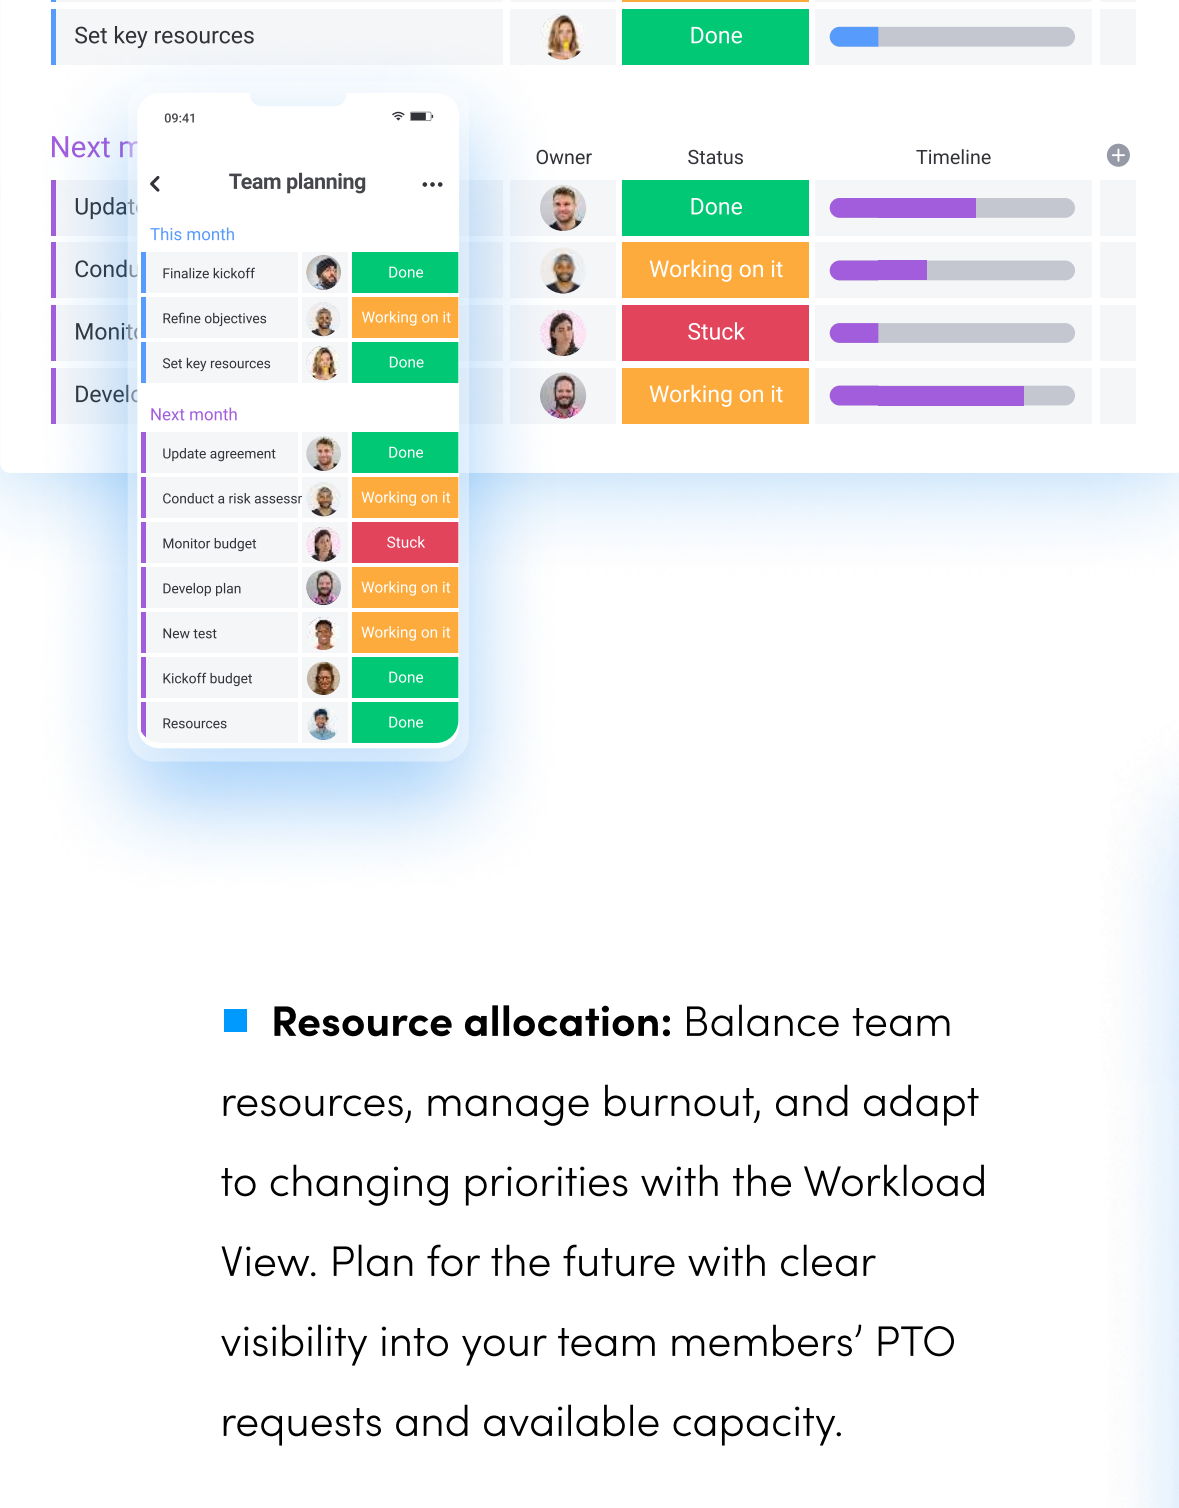 Set key resources
Done
Next m
Owner
Status
Timeline
Updat
Done
Condu
Working on it
Monit
Stuck
Develo
Working on it
09:41
Team planning
This month
Finalize kickoff
Done
Refine objectives
Working on it
Set key resources
Done
Next month
Update agreement
Done
Conduct a risk assessm
Working on it
Monitor budget
Stuck
Develop plan
Working on it
New test
Working on it
Kickoff budget
Done
Resources
Done
Resource allocation: Balance team
resources, manage burnout, and adapt
to changing priorities with the Workload
View. Plan for the future with clear
visibility into your team members’ PTO
requests and available capacity.